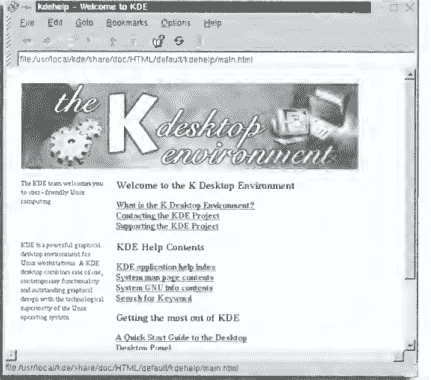 kdehelp - Welcome to KDE
File Edit Goto Bookmarks Options Help
file:/usr/local/kde/share/doc/HTML/default/kdehelp/main.html
the K desktop environment
The KDE team welcomes you
to user-friendly Unix
computing
Welcome to the K Desktop Environment
What is the K Desktop Environment?
Contacting the KDE Project
Supporting the KDE Project
KDE is a powerful graphical
desktop environment for
Unix workstations. A KDE
desktop combines ease of use,
contemporary functionality
and outstanding graphical
design with the technological
superiority of the Unix
operating system
KDE Help Contents
KDE application help index
System man page contents
System GNU info contents
Search for Keyword
Getting the most out of KDE
A Quick Start Guide to the Desktop
Desktop Panel
file:/usr/local/kde/share/doc/HTML/default/kdehelp/main.html